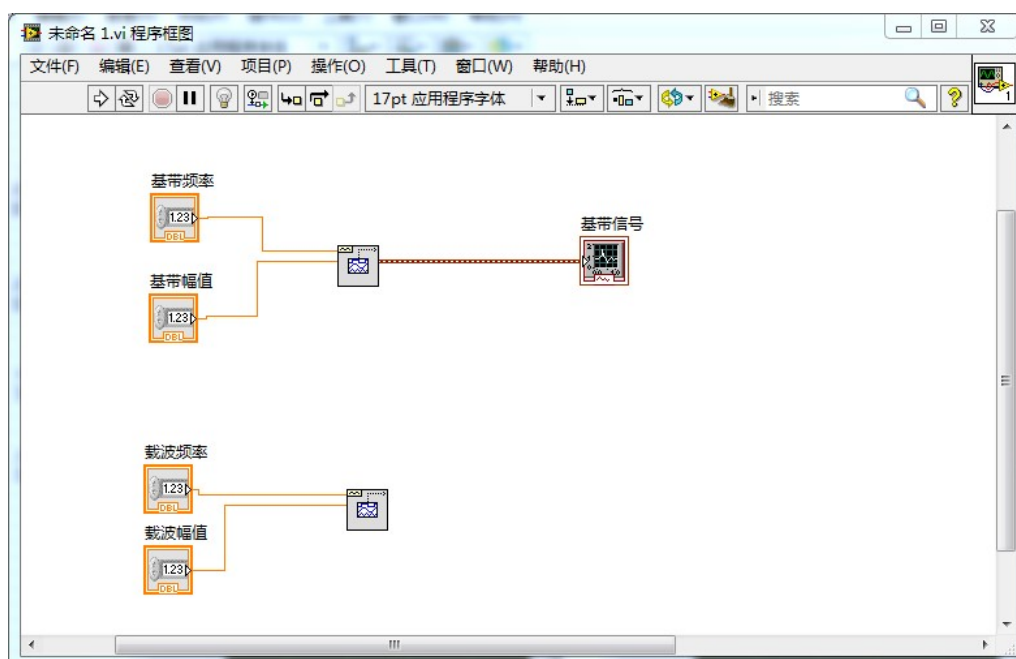 未命名 1.vi 程序框图
文件(F) 编辑(E) 查看(V) 项目(P) 操作(O) 工具(T) 窗口(W) 帮助(H)
17pt 应用程序字体 搜索
1
基带频率
1.23
DBL
基带信号
基带幅值
1.23
DBL
载波频率
1.23
DBL
载波幅值
1.23
DBL